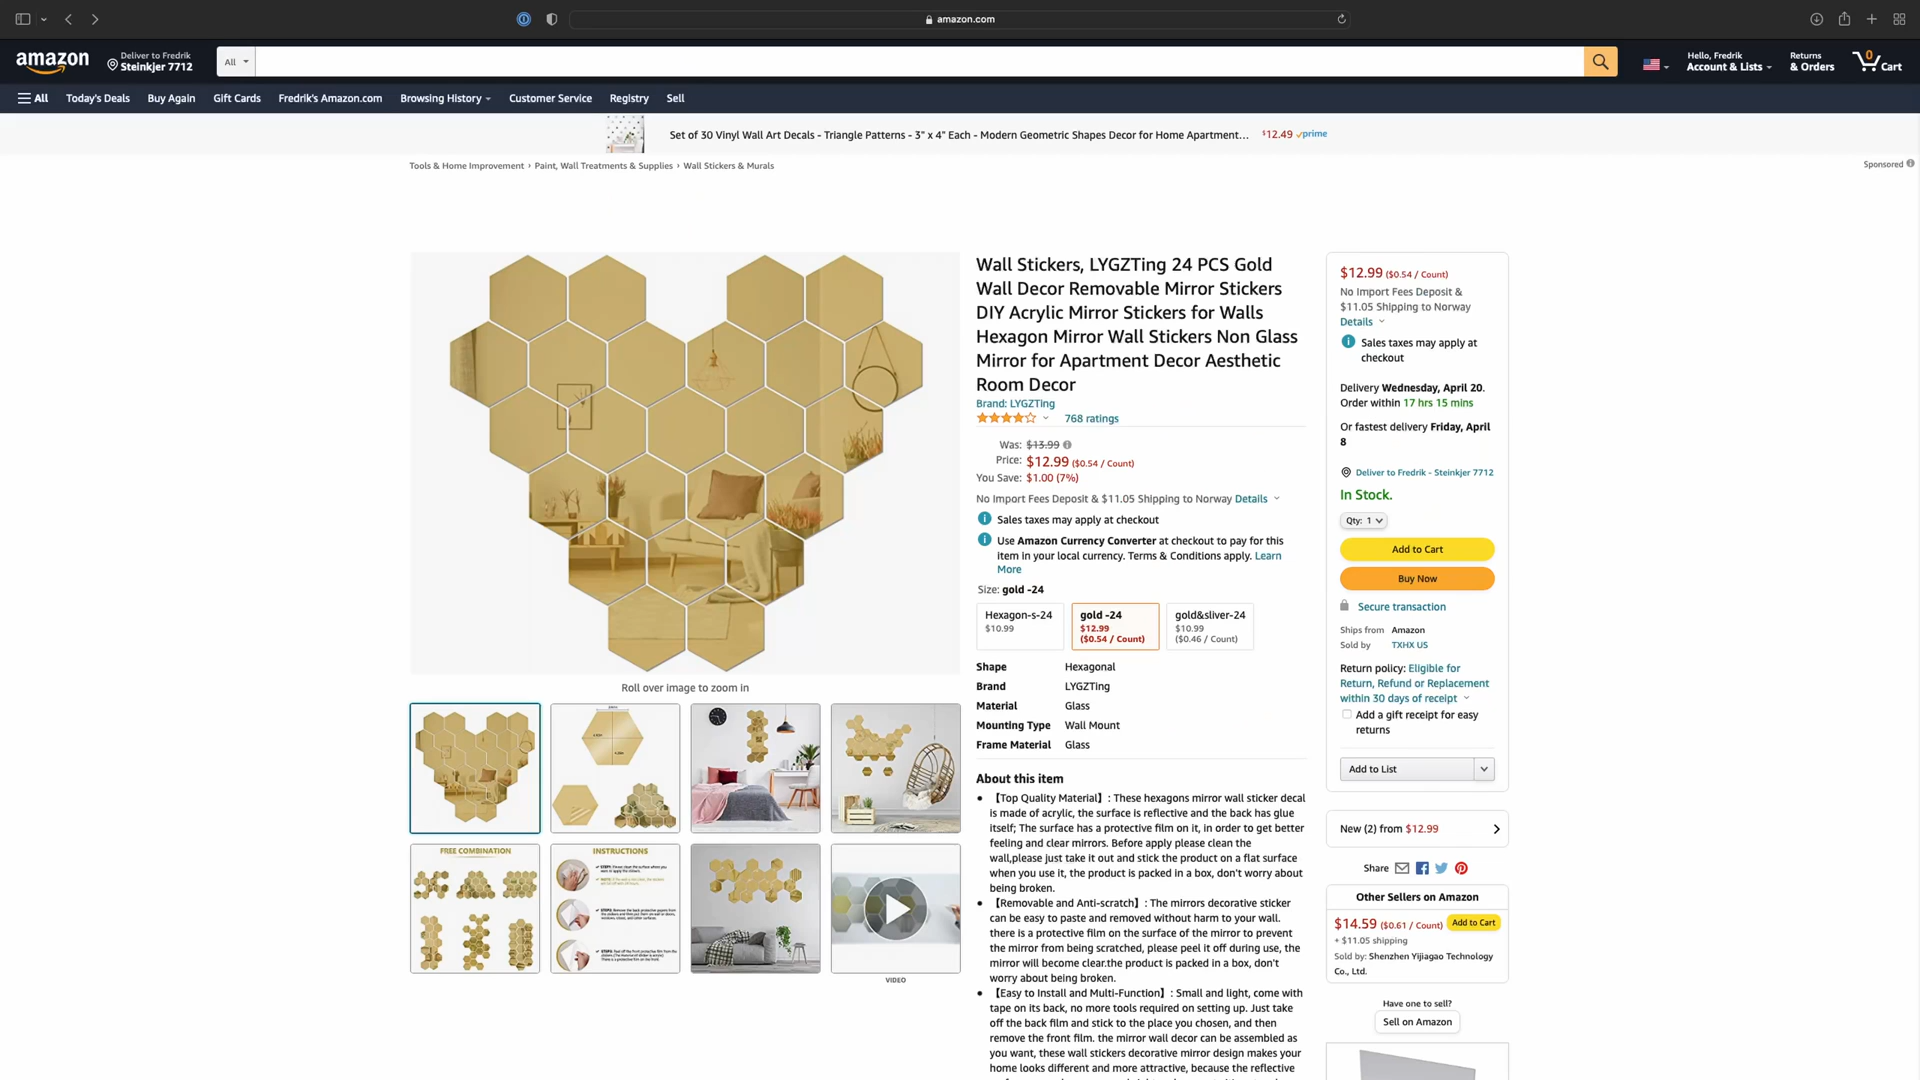 amazon.com
amazon
Deliver to Fredrik
Steinkjer 7712
All
Hello, Fredrik
Account & Lists
Returns
& Orders
0
Cart
All
Today's Deals
Buy Again
Gift Cards
Fredrik's Amazon.com
Browsing History
Customer Service
Registry
Sell
Set of 30 Vinyl Wall Art Decals - Triangle Patterns - 3" x 4" Each - Modern Geometric Shapes Decor for Home Apartment... $12.49 prime
Tools & Home Improvement › Paint, Wall Treatments & Supplies › Wall Stickers & Murals
Sponsored
Roll over image to zoom in
FREE COMBINATION
INSTRUCTIONS
VIDEO
Wall Stickers, LYGZTing 24 PCS Gold
Wall Decor Removable Mirror Stickers
DIY Acrylic Mirror Stickers for Walls
Hexagon Mirror Wall Stickers Non Glass
Mirror for Apartment Decor Aesthetic
Room Decor
Brand: LYGZTing
768 ratings
Was: $13.99
Price: $12.99 ($0.54 / Count)
You Save: $1.00 (7%)
No Import Fees Deposit & $11.05 Shipping to Norway Details
Sales taxes may apply at checkout
Use Amazon Currency Converter at checkout to pay for this
item in your local currency. Terms & Conditions apply. Learn
More
Size: gold -24
Hexagon-s-24
$10.99
gold -24
$12.99
($0.54 / Count)
gold&sliver-24
$10.99
($0.46 / Count)
Shape Hexagonal
Brand LYGZTing
Material Glass
Mounting Type Wall Mount
Frame Material Glass
About this item
• 【Top Quality Material】: These hexagons mirror wall sticker decal
is made of acrylic, the surface is reflective and the back has glue
itself; The surface has a protective film on it, in order to get better
feeling and clear mirrors. Before apply please clean the
wall,please just take it out and stick the product on a flat surface
when you use it, the product is packed in a box, don't worry about
being broken.
• 【Removable and Anti-scratch】: The mirrors decorative sticker
can be easy to paste and removed without harm to your wall.
there is a protective film on the surface of the mirror to prevent
the mirror from being scratched, please peel it off during use, the
mirror will become clear.the product is packed in a box, don't
worry about being broken.
• 【Easy to Install and Multi-Function】: Small and light, come with
tape on its back, no more tools required on setting up. Just take
off the back film and stick to the place you chosen, and then
remove the front film. the mirror wall decor can be assembled as
you want, these wall stickers decorative mirror design makes your
home looks different and more attractive, because the reflective
$12.99 ($0.54 / Count)
No Import Fees Deposit &
$11.05 Shipping to Norway
Details
Sales taxes may apply at
checkout
Delivery Wednesday, April 20.
Order within 17 hrs 15 mins
Or fastest delivery Friday, April
8
Deliver to Fredrik - Steinkjer 7712
In Stock.
Qty: 1
Add to Cart
Buy Now
Secure transaction
Ships from Amazon
Sold by TXHX US
Return policy: Eligible for
Return, Refund or Replacement
within 30 days of receipt
Add a gift receipt for easy
returns
Add to List
New (2) from $12.99
Share
Other Sellers on Amazon
$14.59 ($0.61 / Count) Add to Cart
+ $11.05 shipping
Sold by: Shenzhen Yijiagao Technology
Co., Ltd.
Have one to sell?
Sell on Amazon